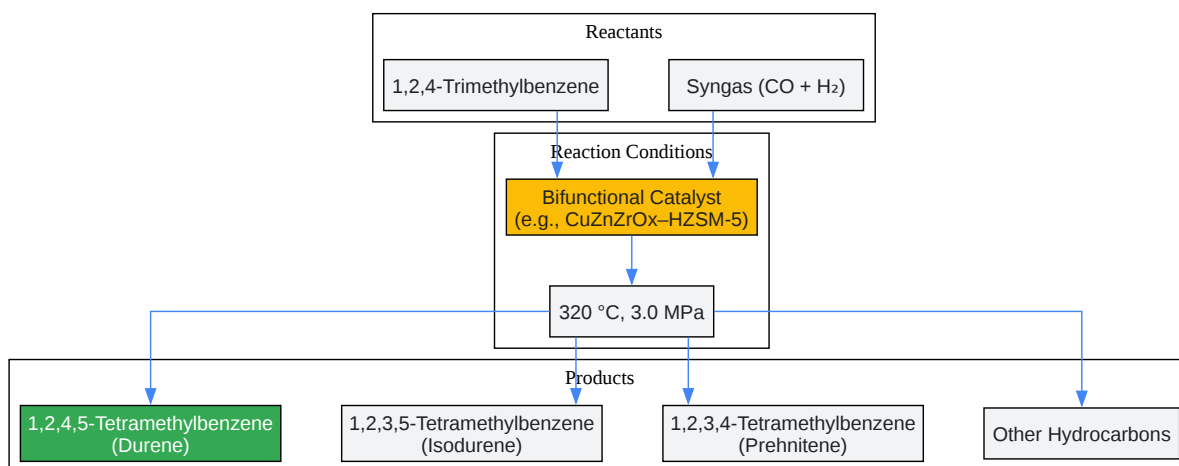 Reactants
1,2,4-Trimethylbenzene
Syngas (CO + H₂)
Reaction Conditions
Bifunctional Catalyst
(e.g., CuZnZrOx–HZSM-5)
320 °C, 3.0 MPa
Products
1,2,4,5-Tetramethylbenzene
(Durene)
1,2,3,5-Tetramethylbenzene
(Isodurene)
1,2,3,4-Tetramethylbenzene
(Prehnitene)
Other Hydrocarbons